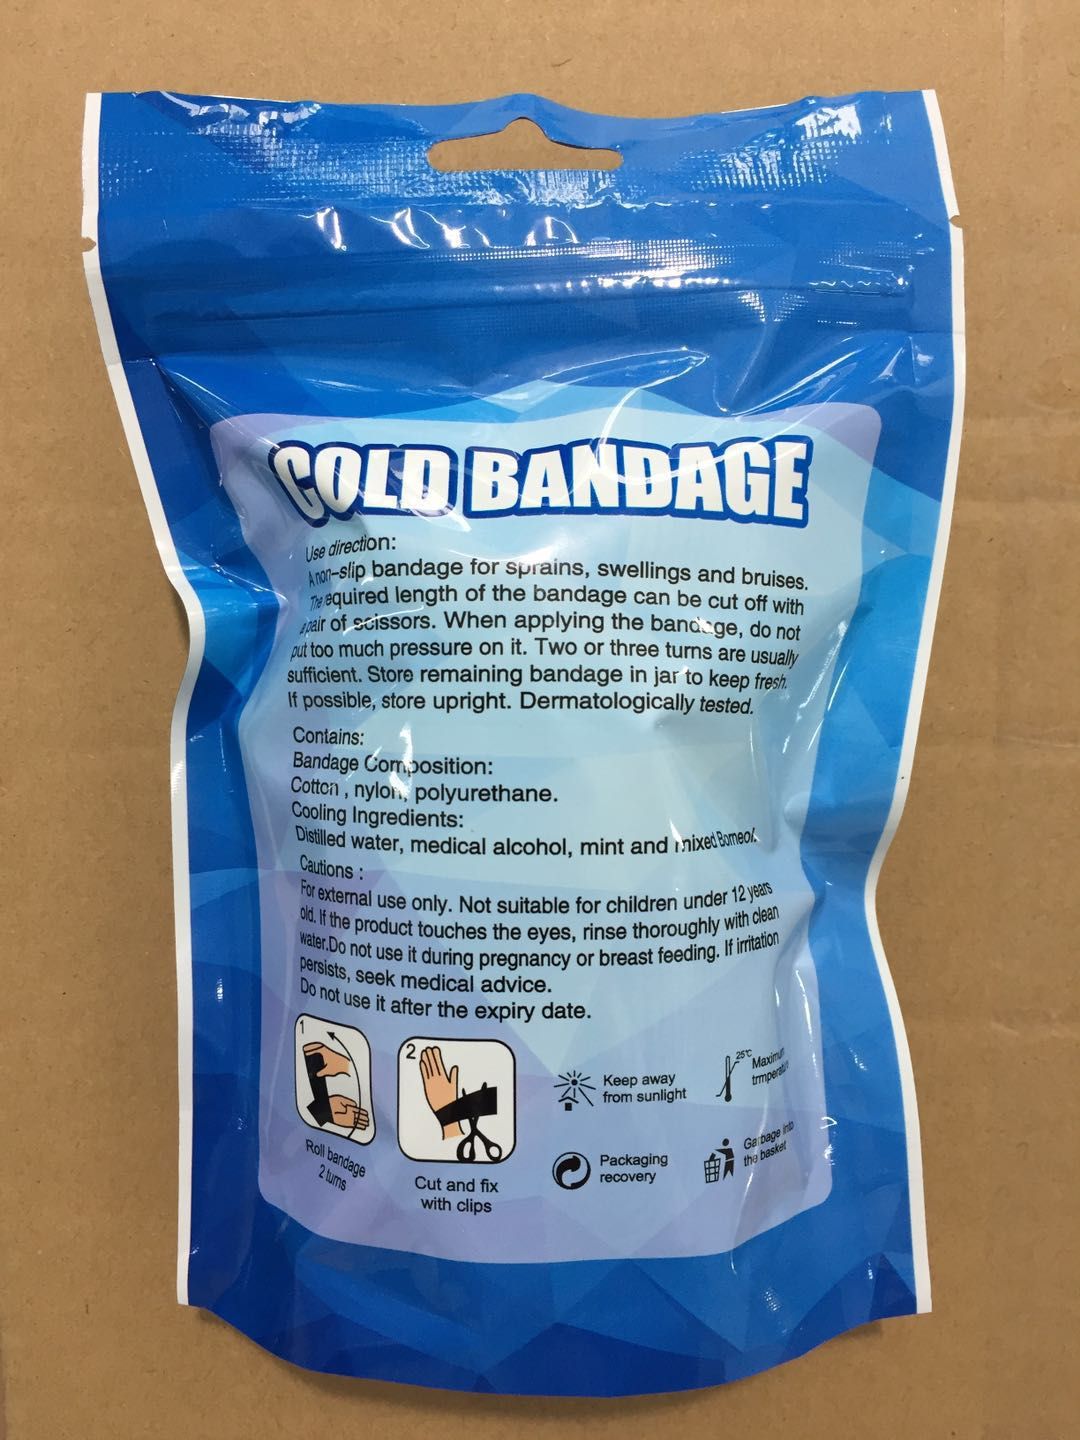 COLD BANDAGE
Use direction:
A non-slip bandage for sprains, swellings and bruises.
The required length of the bandage can be cut off with
a pair of scissors. When applying the bandage, do not
put too much pressure on it. Two or three turns are usually
sufficient. Store remaining bandage in jar to keep fresh.
If possible, store upright. Dermatologically tested.
Contains:
Bandage Composition:
Cotton , nylon, polyurethane.
Cooling Ingredients:
Distilled water, medical alcohol, mint and mixed Borneol.
Cautions :
For external use only. Not suitable for children under 12 years
old. If the product touches the eyes, rinse thoroughly with clean
water.Do not use it during pregnancy or breast feeding. If irritation
persists, seek medical advice.
Do not use it after the expiry date.
1
Roll bandage
2 turns
2
Cut and fix
with clips
Keep away
from sunlight
25°C
Maximum
trmperature
Packaging
recovery
Garbage into
the basket